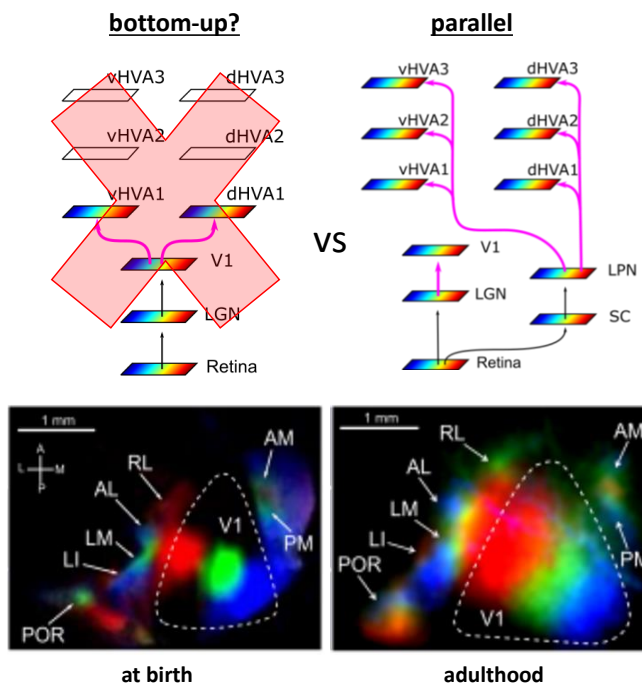 bottom-up?
parallel
vHVA3 dHVA3
vHVA2 dHVA2
vHVA1 dHVA1
V1
LGN
Retina
VS
vHVA3 dHVA3
vHVA2 dHVA2
vHVA1 dHVA1
V1
LPN
LGN
SC
Retina
1 mm
A
L M
P
RL
AL
LM
LI
POR
V1
AM
PM
1 mm
RL
AL
LM
LI
POR
V1
AM
PM
at birth
adulthood